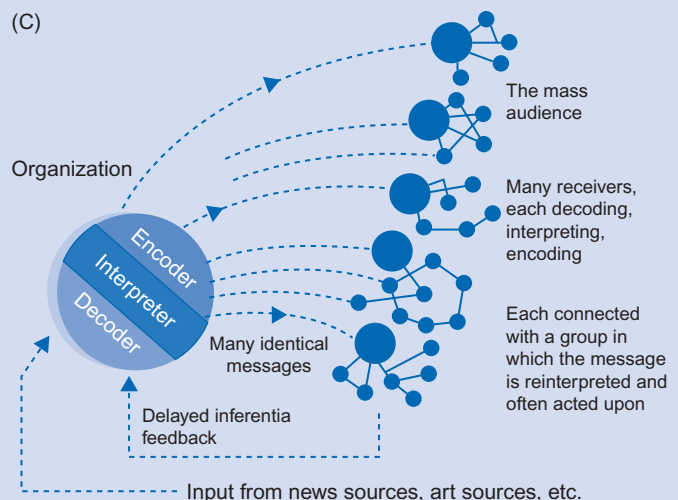 (C)
The mass
audience
Organization
Many receivers,
each decoding,
interpreting,
encoding
Encoder
Interpreter
Decoder
Each connected
with a group in
which the message
is reinterpreted and
often acted upon
Many identical
messages
Delayed inferentia
feedback
Input from news sources, art sources, etc.